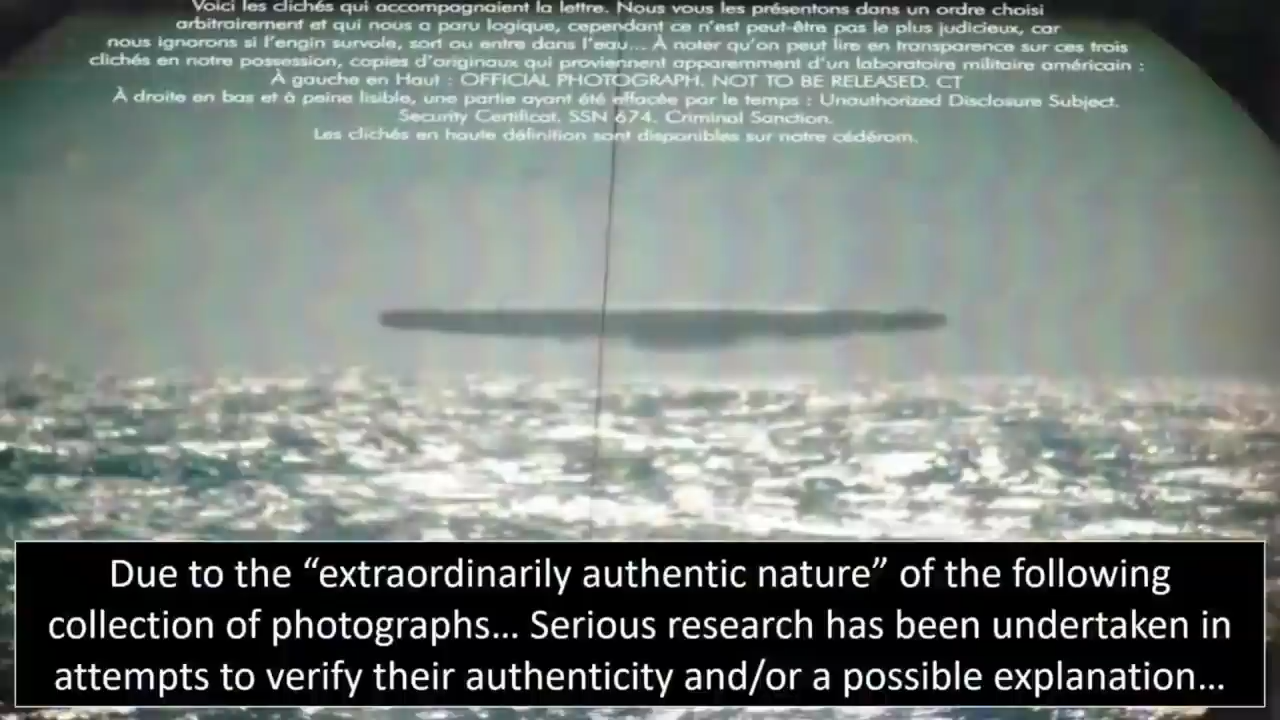 Voici les clichés qui accompagnaient la lettre. Nous vous les présentons dans un ordre choisi
arbitrairement et qui nous a paru logique, cependant ce n'est peut-être pas le plus judicieux, car
nous ignorons si l'engin survole, sort ou entre dans l'eau... À noter qu'on peut lire en transparence sur ces trois
clichés en notre possession, copies d'originaux qui proviennent apparemment d'un laboratoire militaire américain :
À gauche en Haut : OFFICIAL PHOTOGRAPH. NOT TO BE RELEASED. CT
À droite en bas et à peine lisible, une partie ayant été effacée par le temps : Unauthorized Disclosure Subject.
Security Certificat. SSN 674. Criminal Sanction.
Les clichés en haute définition sont disponibles sur notre cédérom.
Due to the “extraordinarily authentic nature” of the following
collection of photographs... Serious research has been undertaken in
attempts to verify their authenticity and/or a possible explanation...